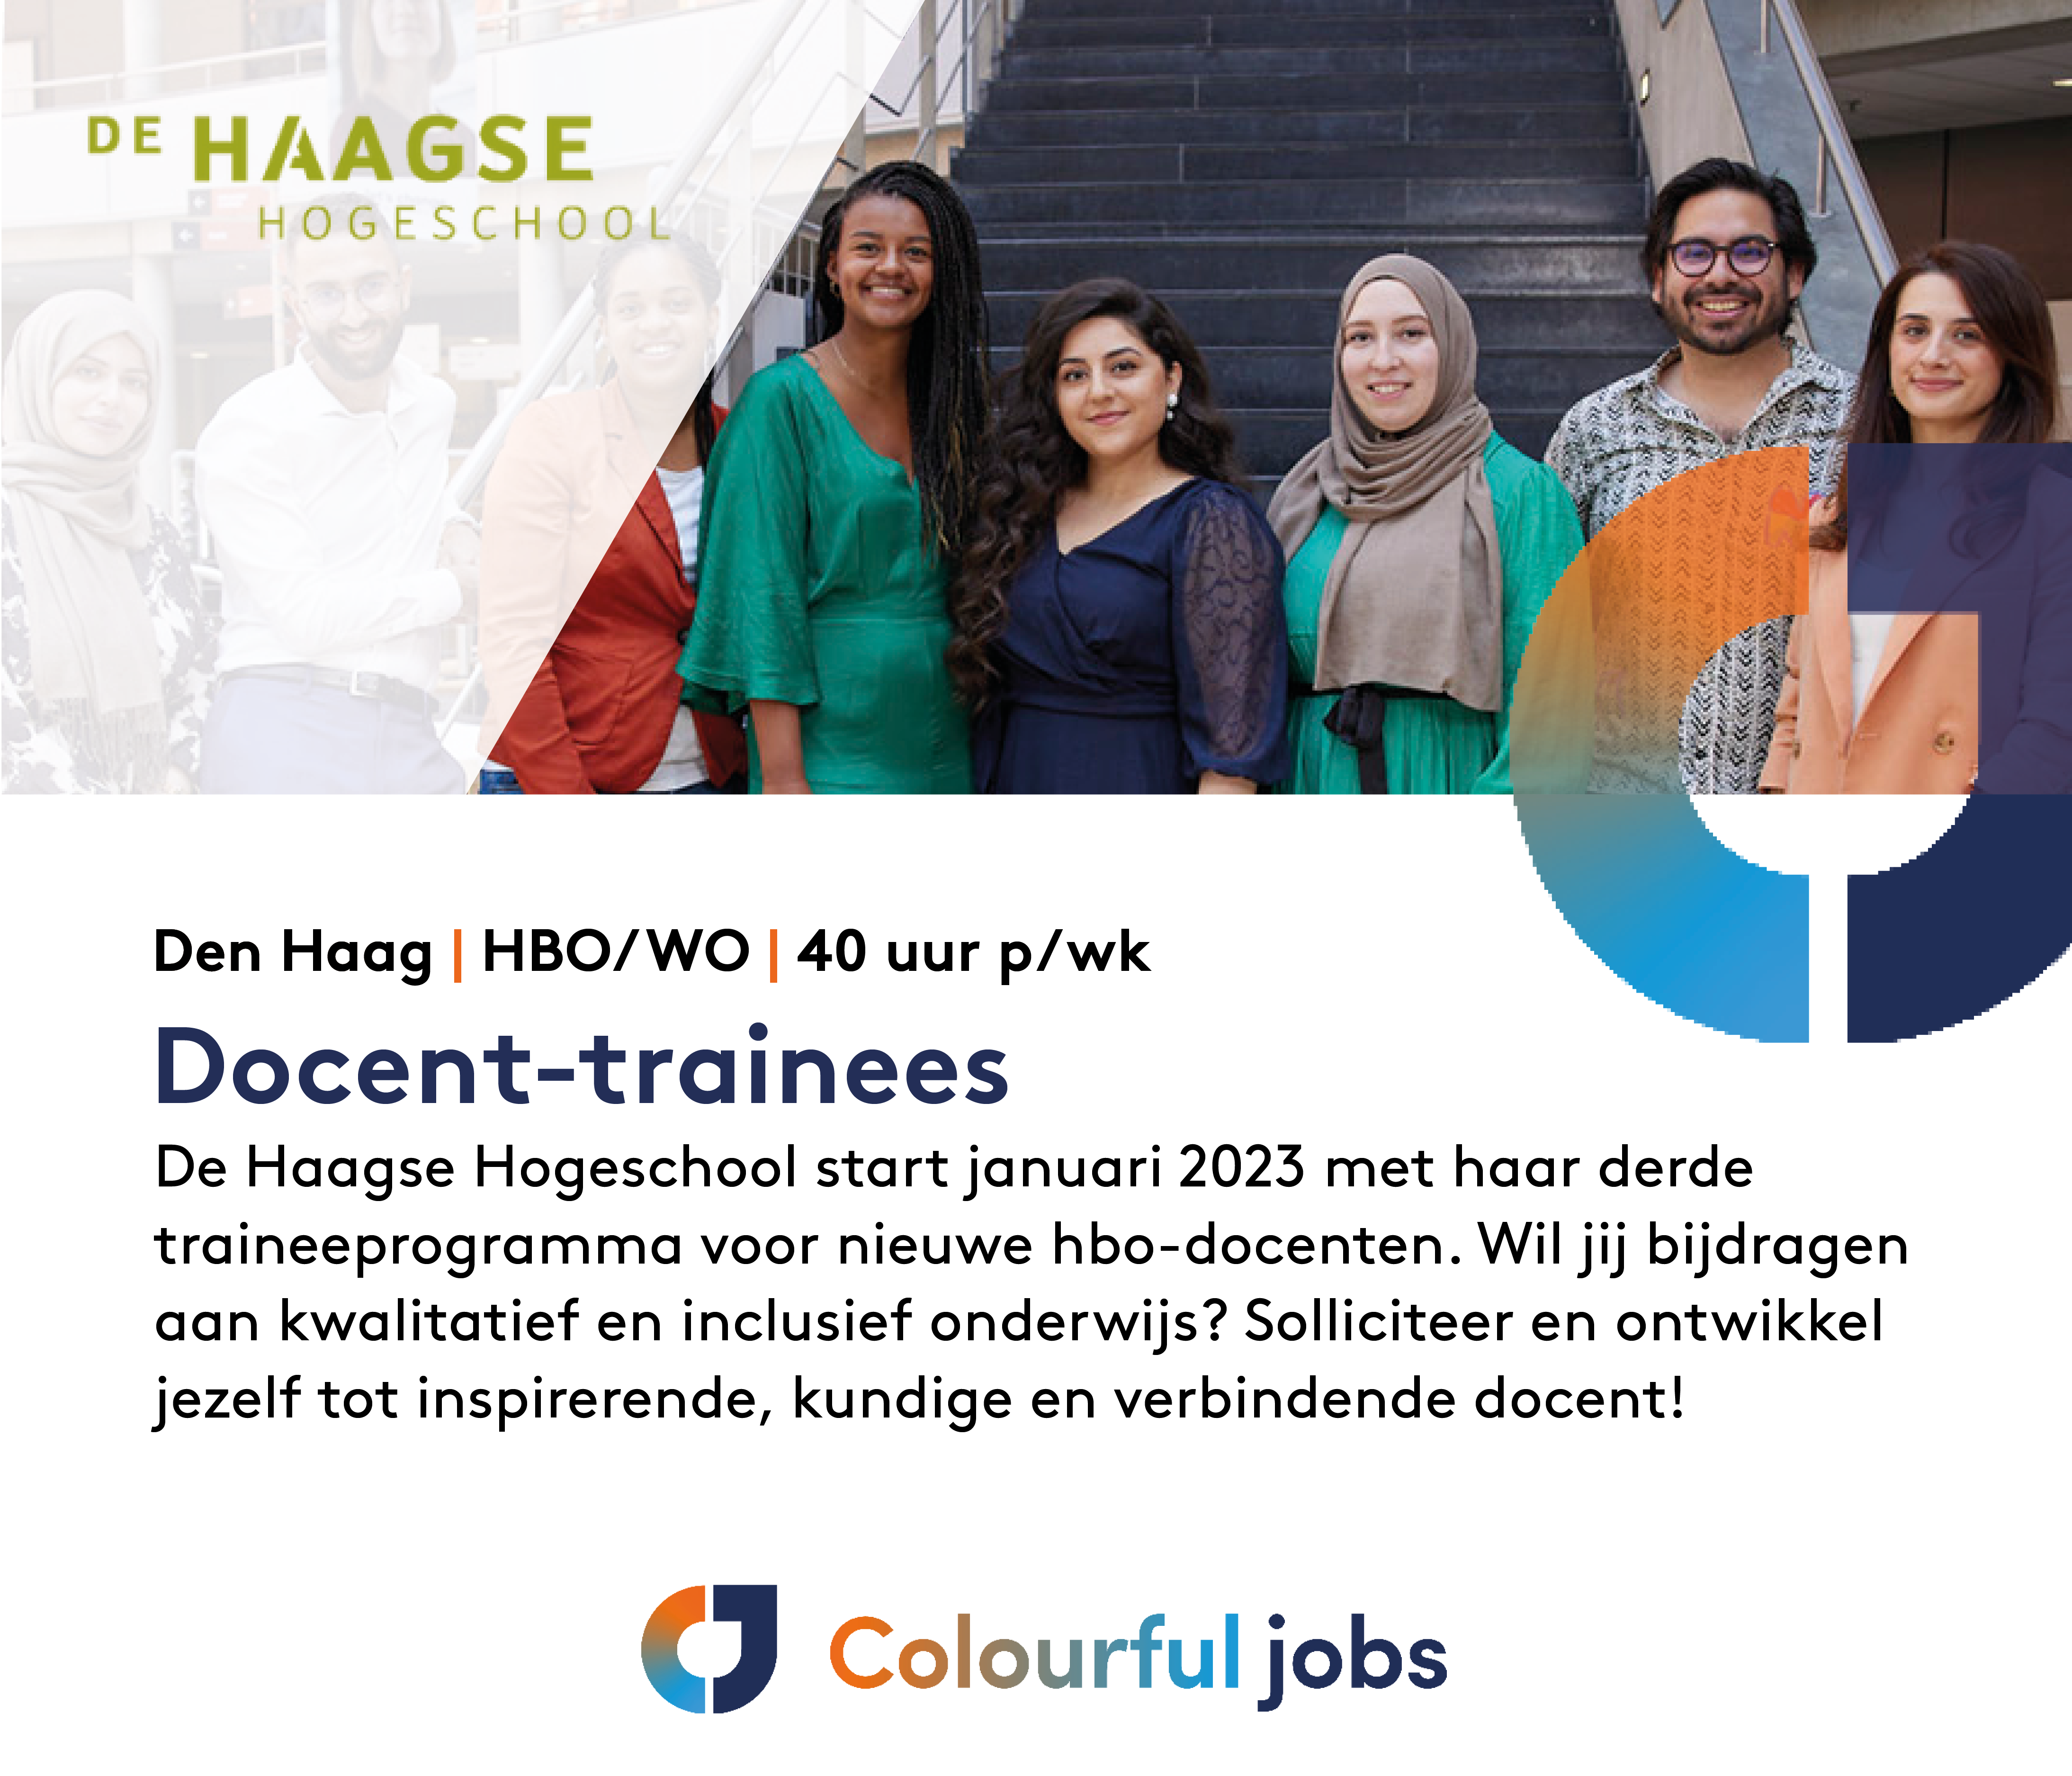 DE HAAGSE
HOGESCHOOL
Den Haag | HBO/WO | 40 uur p/wk
Docent-trainees
De Haagse Hogeschool start januari 2023 met haar derde
traineeprogramma voor nieuwe hbo-docenten. Wil jij bijdragen
aan kwalitatief en inclusief onderwijs? Solliciteer en ontwikkel
jezelf tot inspirerende, kundige en verbindende docent!
Colourful jobs